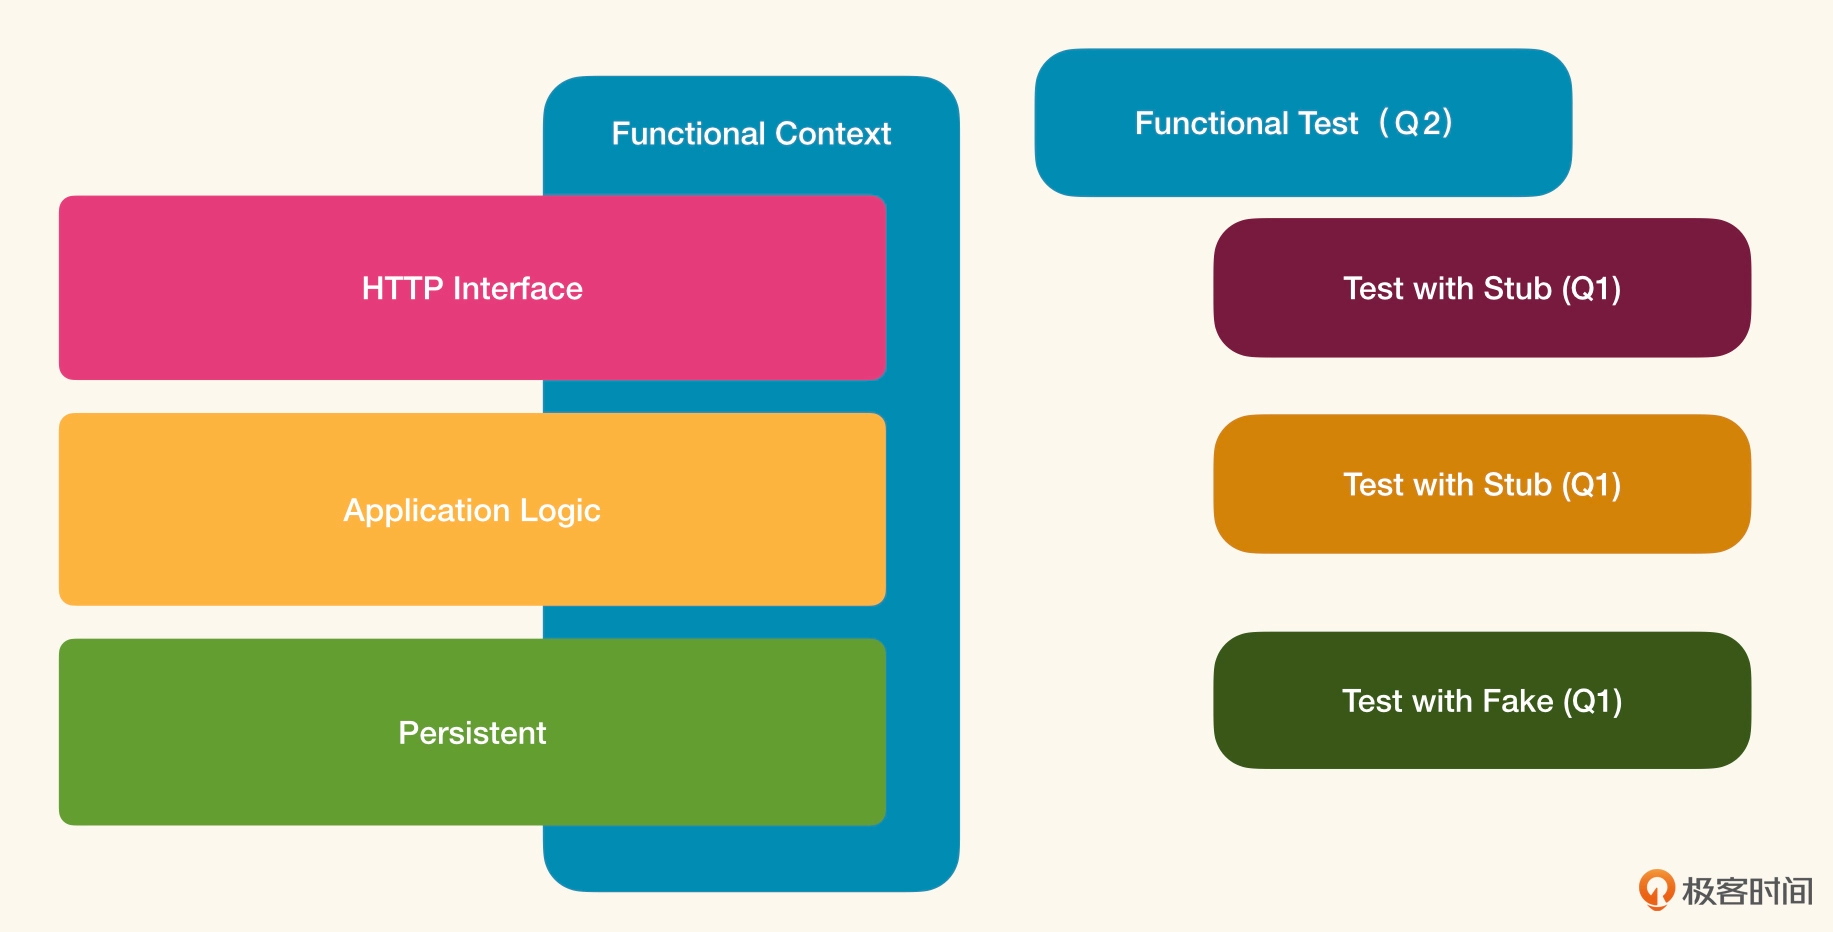 Functional Context
HTTP Interface
Application Logic
Persistent
Functional Test（Q2）
Test with Stub (Q1)
Test with Stub (Q1)
Test with Fake (Q1)
极客时间